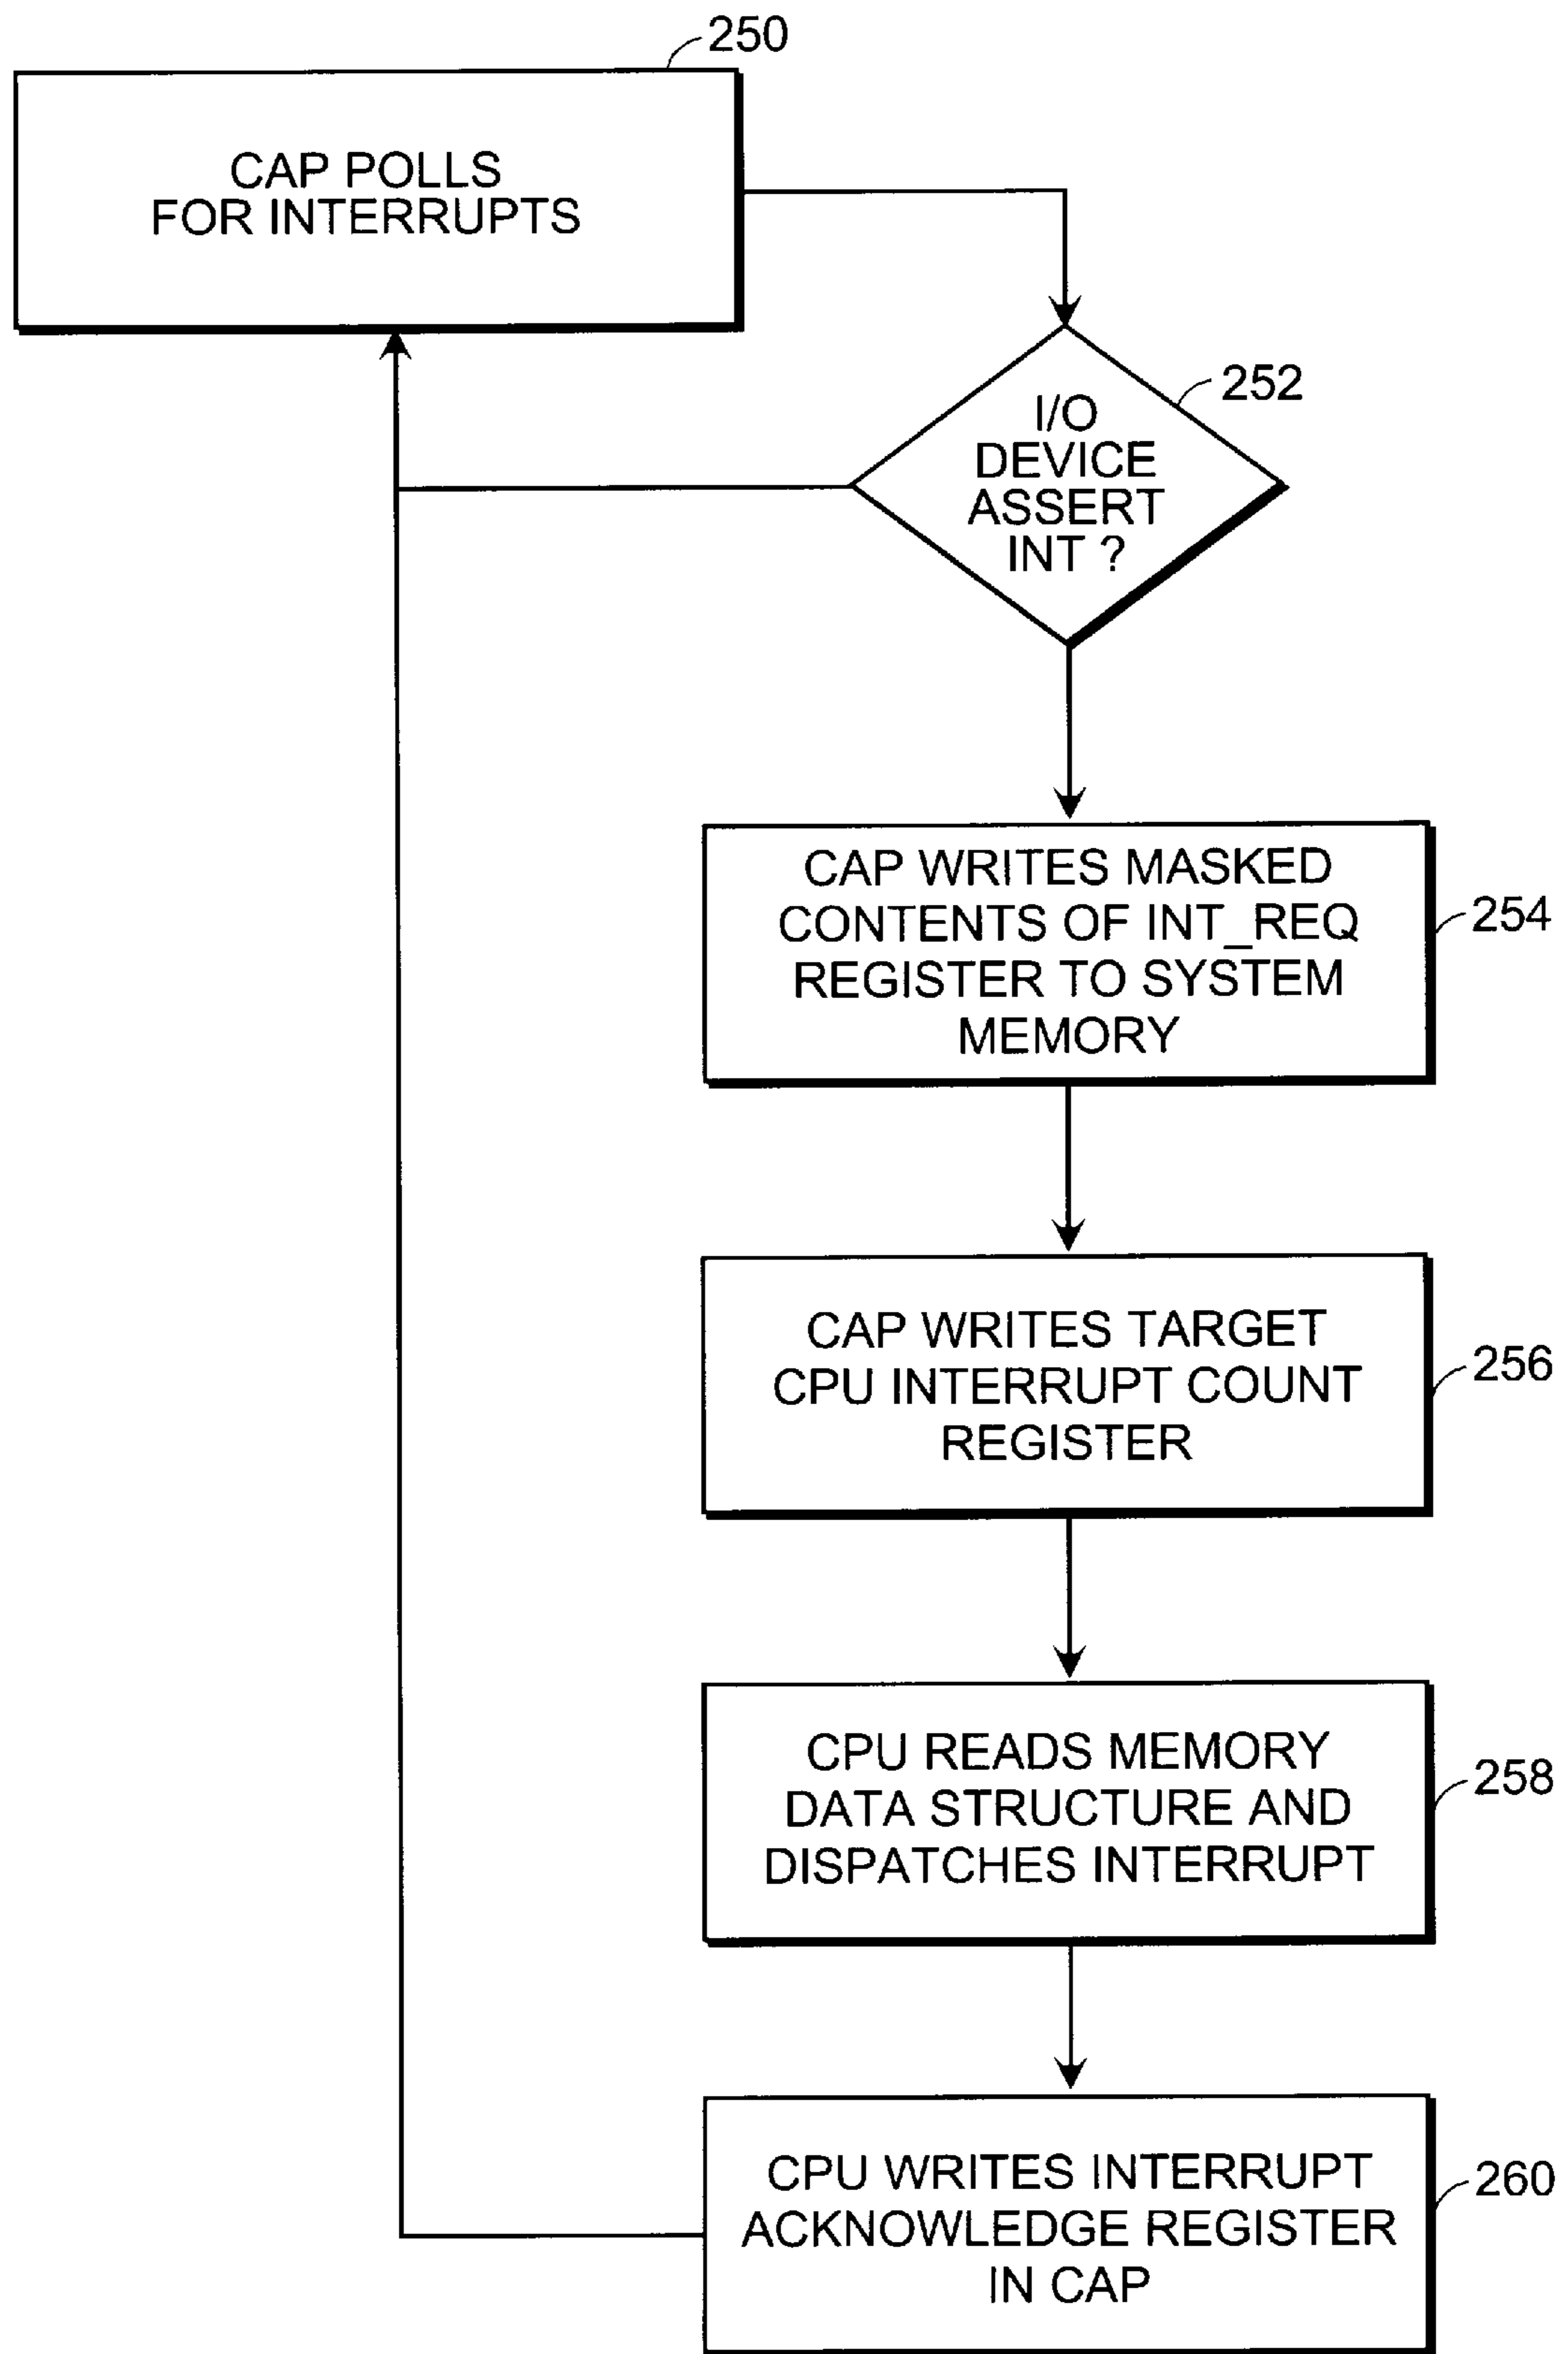 250
CAP POLLS
FOR INTERRUPTS
252
I/O
DEVICE
ASSERT
INT ?
CAP WRITES MASKED
CONTENTS OF INT_REQ
REGISTER TO SYSTEM
MEMORY
254
CAP WRITES TARGET
CPU INTERRUPT COUNT
REGISTER
256
CPU READS MEMORY
DATA STRUCTURE AND
DISPATCHES INTERRUPT
258
CPU WRITES INTERRUPT
ACKNOWLEDGE REGISTER
IN CAP
260